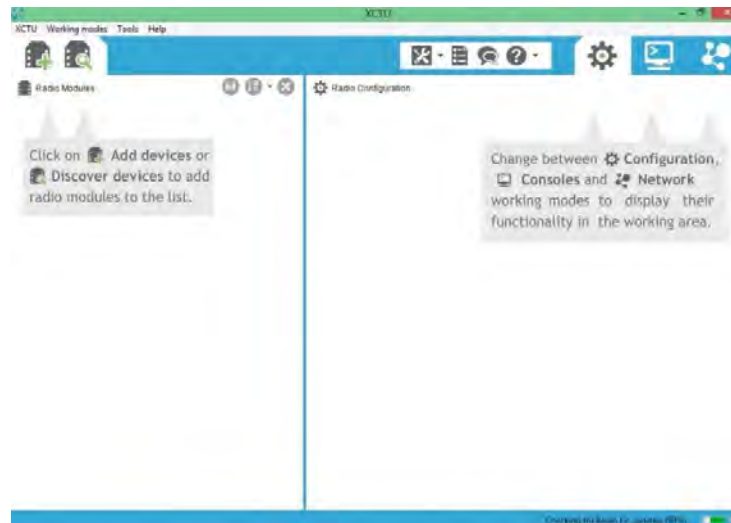 XCTU
XCTU Working modes Tools Help
Radio Modules
Radio Configuration
Click on Add devices or
Discover devices to add
radio modules to the list.
Change between Configuration,
Consoles and Network
working modes to display their
functionality in the working area.
Checking for